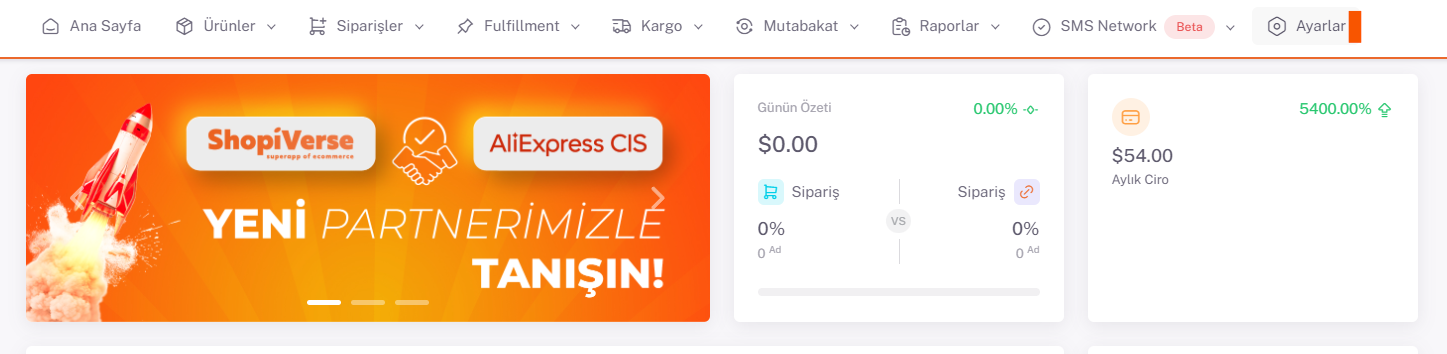 Ana Sayfa Ürünler Siparişler Fulfillment Kargo Mutabakat Raporlar SMS Network Beta Ayarlar
ShopiVerse
superapp of ecommerce
AliExpress CIS
YENİ PARTNERİMİZLE
TANIŞIN!
Günün Özeti 0.00%
$0.00
Sipariş Sipariş
VS
0% 0%
0 Ad 0 Ad
5400.00%
$54.00
Aylık Ciro